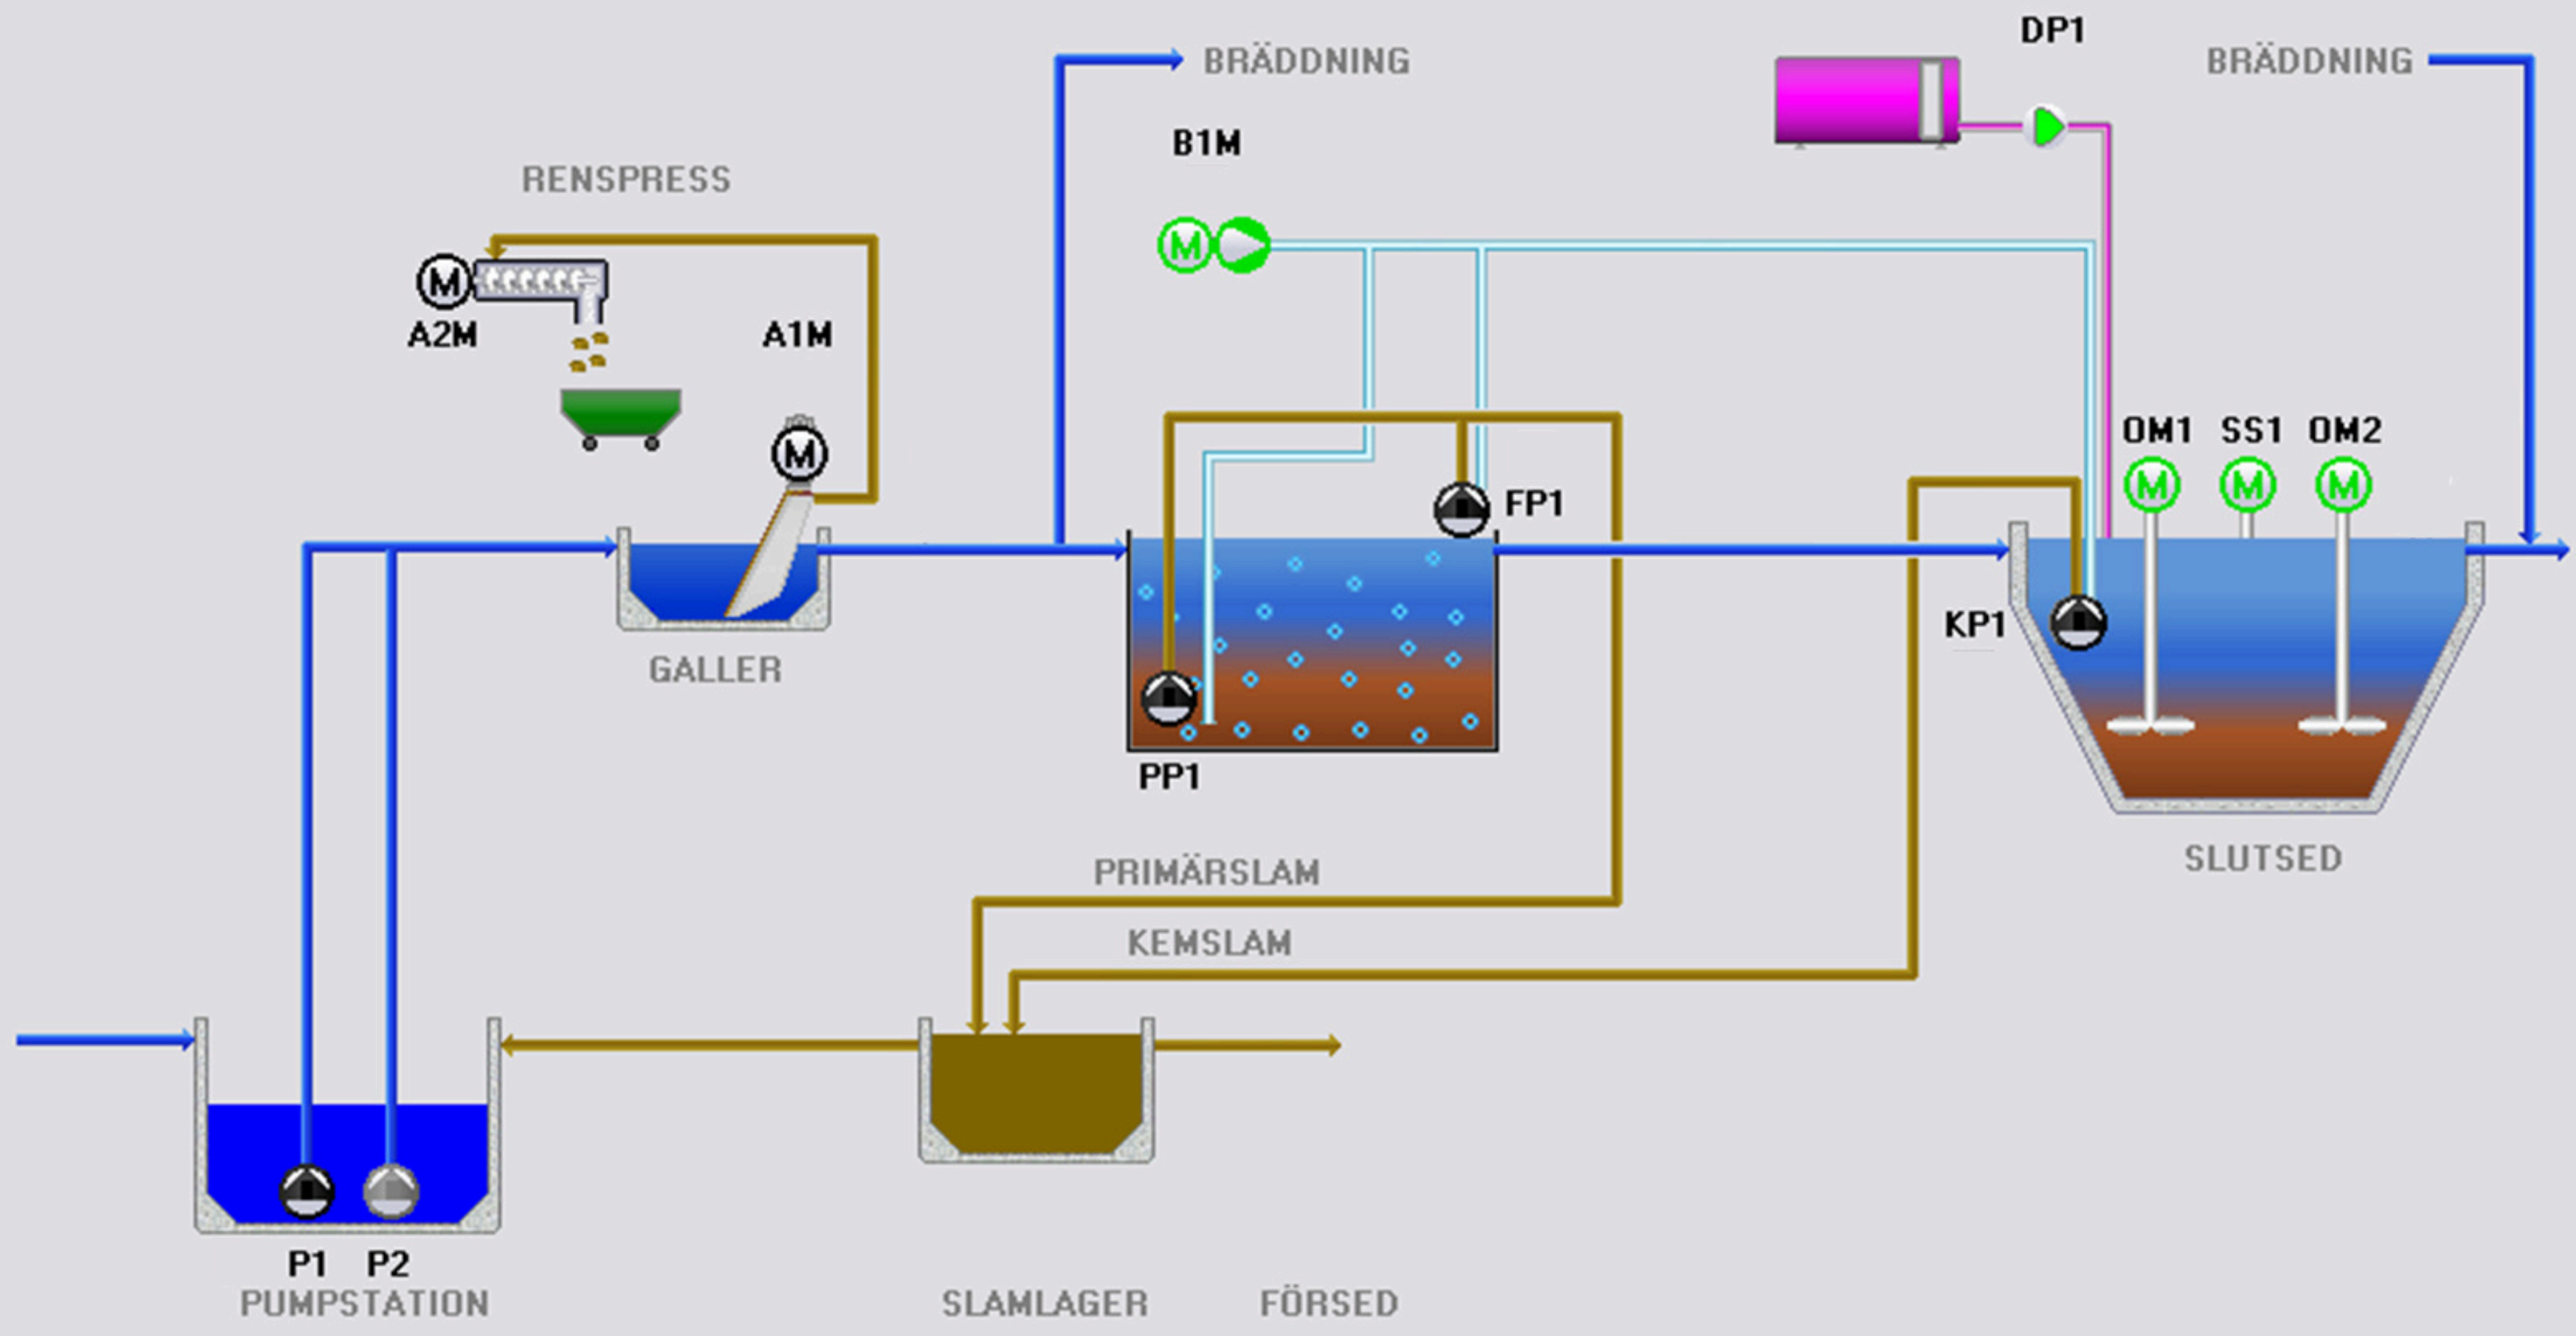 DP1
BRÄDDNING
BRÄDDNING
B1M
RENSPRESS
A2M
A1M
OM1 SS1 OM2
FP1
KP1
GALLER
PP1
SLUTSED
PRIMÄRSLAM
KEMSLAM
P1 P2
PUMPSTATION
SLAMLAGER
FÖRSED
M
M
M
M
M
M